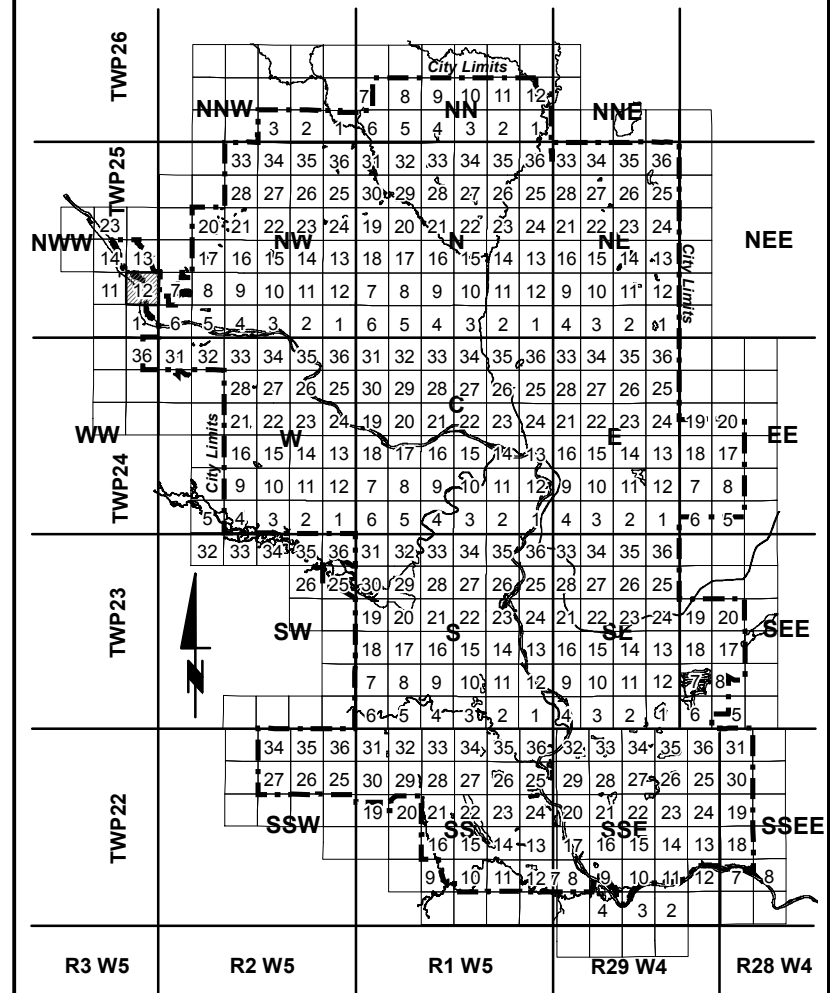 TWP26
City Limits
7 8 9 10 11 12
NNW NN NNE
3 2 1 6 5 4 3 2 1
TWP25
33 34 35 36 31 32 33 34 35 36 33 34 35 36
28 27 26 25 30 29 28 27 26 25 28 27 26 25
23 20 21 22 23 24 19 20 21 22 23 24 21 22 23 24
NWW NW N NE NEE
14 13 17 16 15 14 13 18 17 16 15 14 13 16 15 14 13
City Limits
11 12 7 8 9 10 11 12 7 8 9 10 11 12 9 10 11 12
1 6 5 4 3 2 1 6 5 4 3 2 1 4 3 2 1
36 31 32 33 34 35 36 31 32 33 34 35 36 33 34 35 36
28 27 26 25 30 29 28 27 26 25 28 27 26 25
C
21 22 23 24 19 20 21 22 23 24 21 22 23 24 19 20
WW W E EE
City Limits
16 15 14 13 18 17 16 15 14 13 16 15 14 13 18 17
TWP24
9 10 11 12 7 8 9 10 11 12 9 10 11 12 7 8
5 4 3 2 1 6 5 4 3 2 1 4 3 2 1 6 5
32 33 34 35 36 31 32 33 34 35 36 33 34 35 36
26 25 30 29 28 27 26 25 28 27 26 25
TWP23
19 20 21 22 23 24 21 22 23 24 19 20
SW S SE SEE
18 17 16 15 14 13 16 15 14 13 18 17
N
7 8 9 10 11 12 9 10 11 12 7 8
6 5 4 3 2 1 4 3 2 1 6 5
34 35 36 31 32 33 34 35 36 32 33 34 35 36 31
27 26 25 30 29 28 27 26 25 29 28 27 26 25 30
TWP22
19 20 21 22 23 24 20 21 22 23 24 19
SSW SS SSE SSEE
16 15 14 13 17 16 15 14 13 18
9 10 11 12 7 8 9 10 11 12 7 8
4 3 2
R3 W5 R2 W5 R1 W5 R29 W4 R28 W4